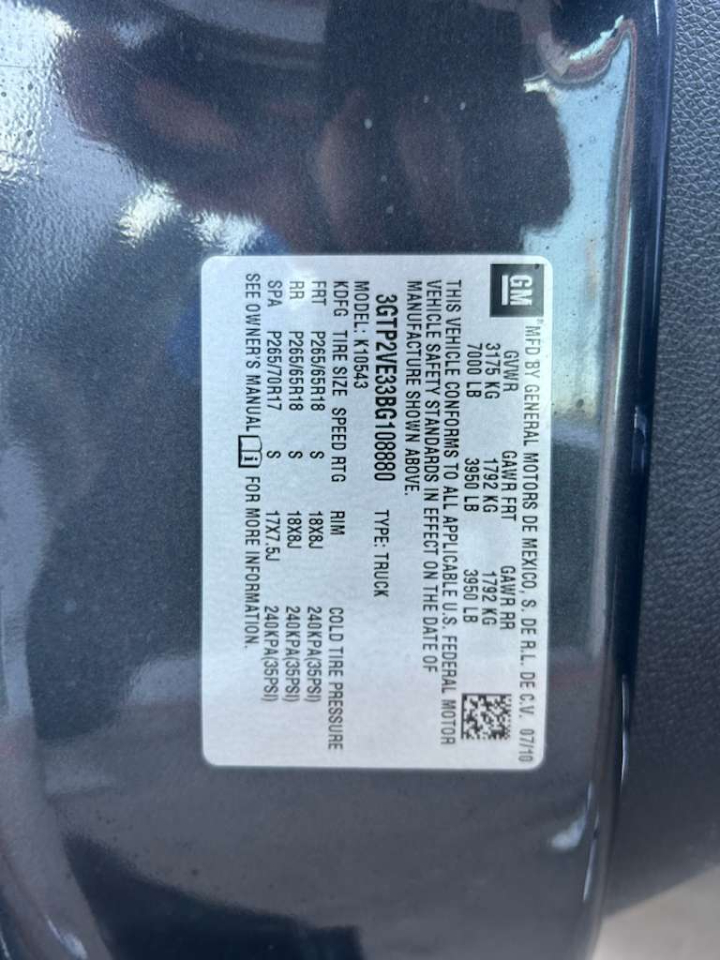 GM
MFD BY GENERAL MOTORS DE MEXICO, S. DE R.L. DE C.V. 07/10
GVWR GAWR FRT GAWR RR
3175 KG 1792 KG 1792 KG
7000 LB 3950 LB 3950 LB
THIS VEHICLE CONFORMS TO ALL APPLICABLE U.S. FEDERAL MOTOR
VEHICLE SAFETY STANDARDS IN EFFECT ON THE DATE OF
MANUFACTURE SHOWN ABOVE.
3GTP2VE33BG108880 TYPE: TRUCK
MODEL: K10543
KDFG TIRE SIZE SPEED RTG RIM COLD TIRE PRESSURE
FRT P265/65R18 S 18X8J 240KPA(35PSI)
RR P265/65R18 S 18X8J 240KPA(35PSI)
SPA P265/70R17 S 17X7.5J 240KPA(35PSI)
SEE OWNER'S MANUAL FOR MORE INFORMATION.